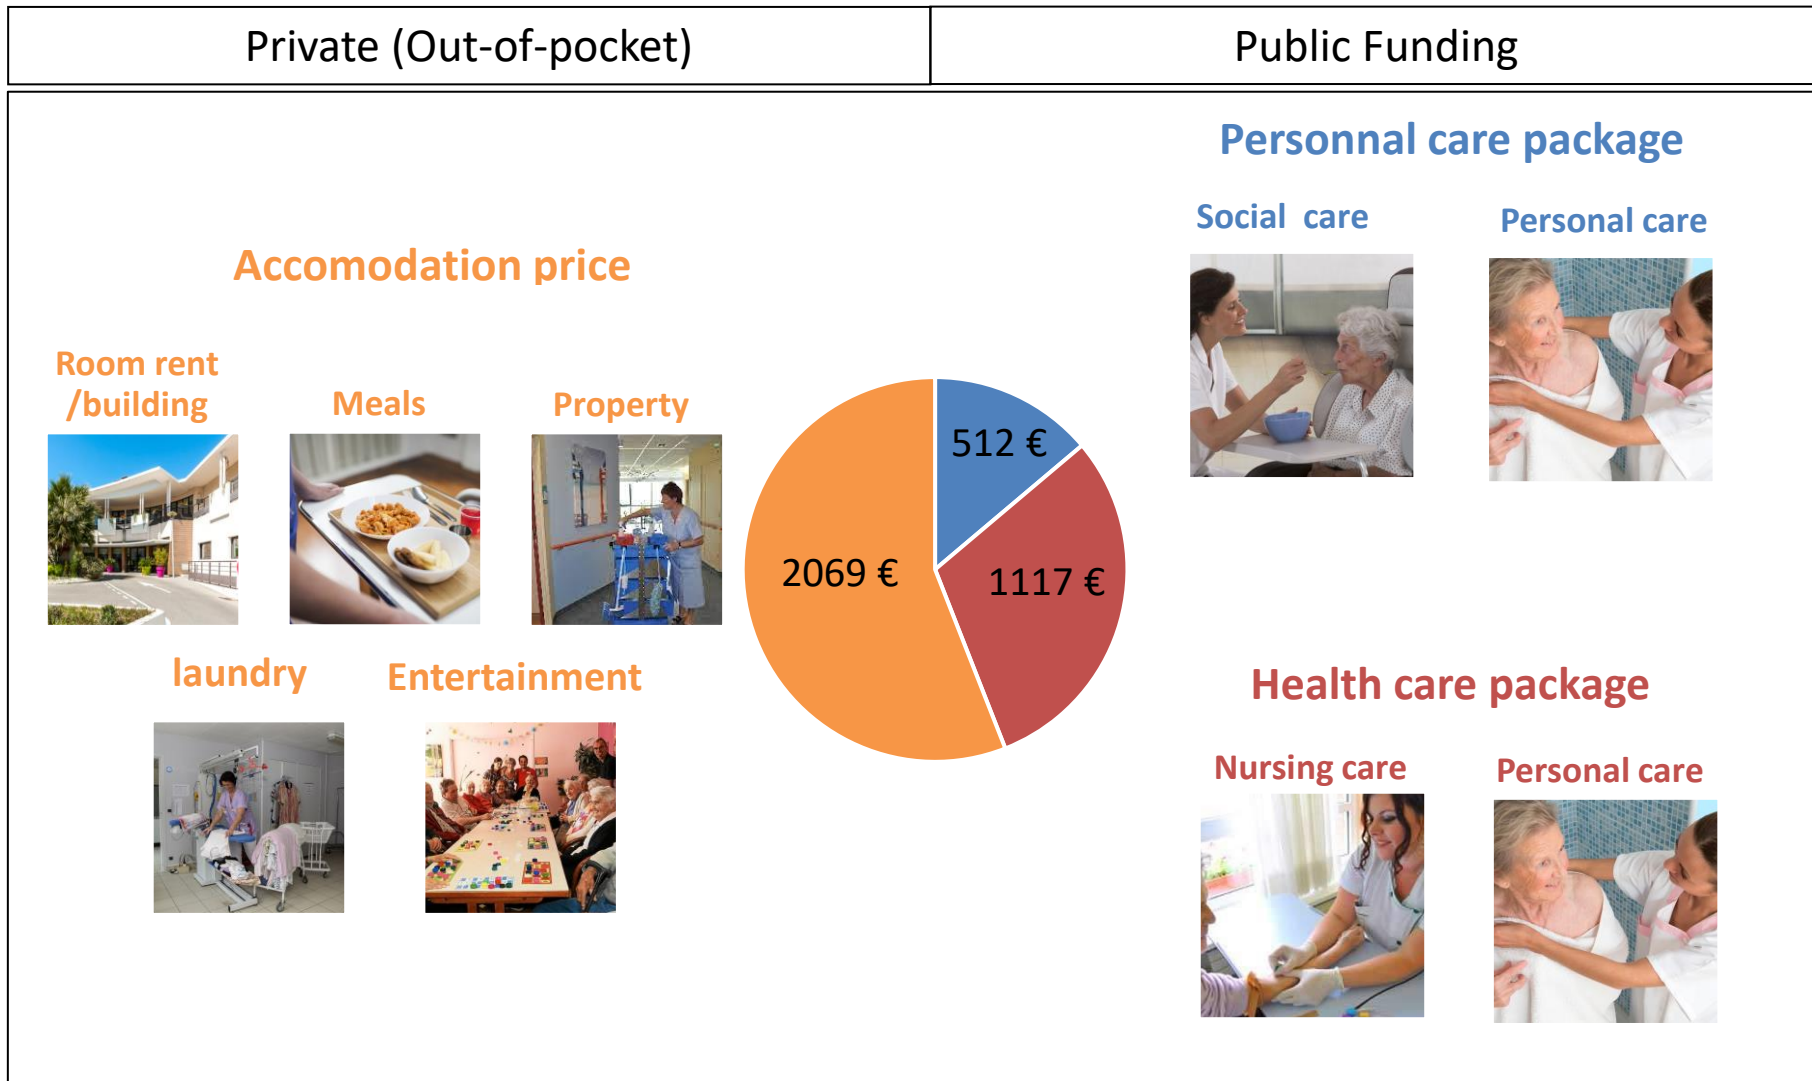 Private (Out-of-pocket)
Public Funding
Accomodation price
Room rent
/building
Meals
Property
laundry
Entertainment
2069 €
512 €
1117 €
Personnal care package
Social  care
Personal care
Health care package
Nursing care
Personal care